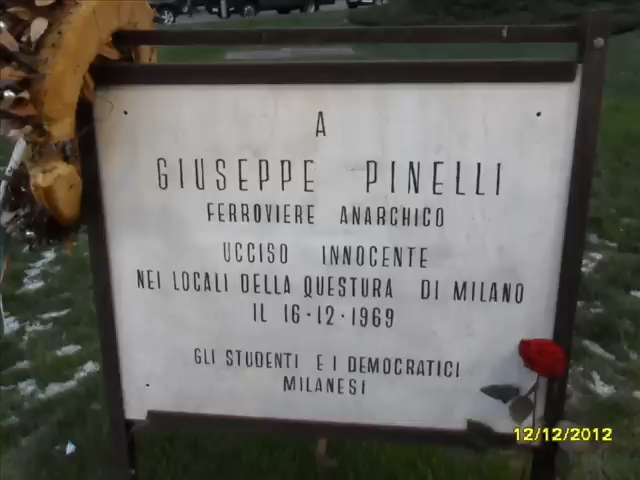 A
GIUSEPPE PINELLI
FERROVIERE ANARCHICO
UCCISO INNOCENTE
NEI LOCALI DELLA QUESTURA DI MILANO
IL 16·12·1969
GLI STUDENTI E I DEMOCRATICI
MILANESI
12/12/2012